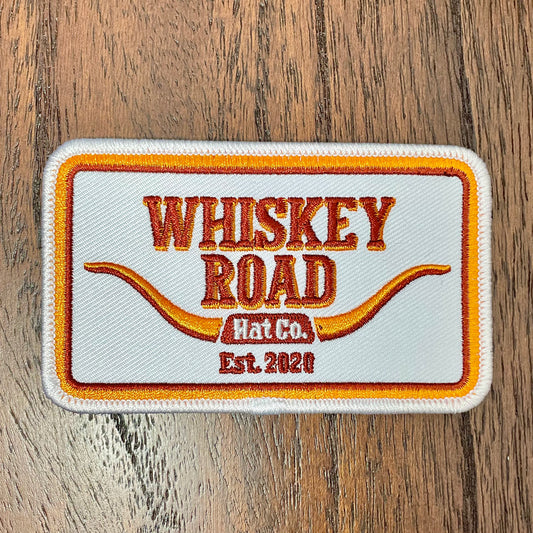 WHISKEY
ROAD
Hat Co.
Est. 2020